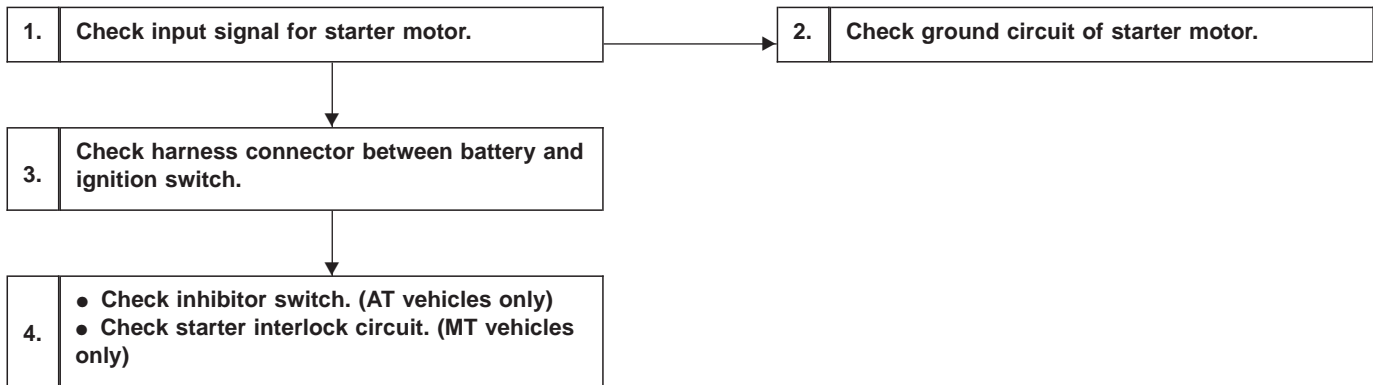 1. Check input signal for starter motor.
2. Check ground circuit of starter motor.
3. Check harness connector between battery and
ignition switch.
4. ● Check inhibitor switch. (AT vehicles only)
● Check starter interlock circuit. (MT vehicles
only)